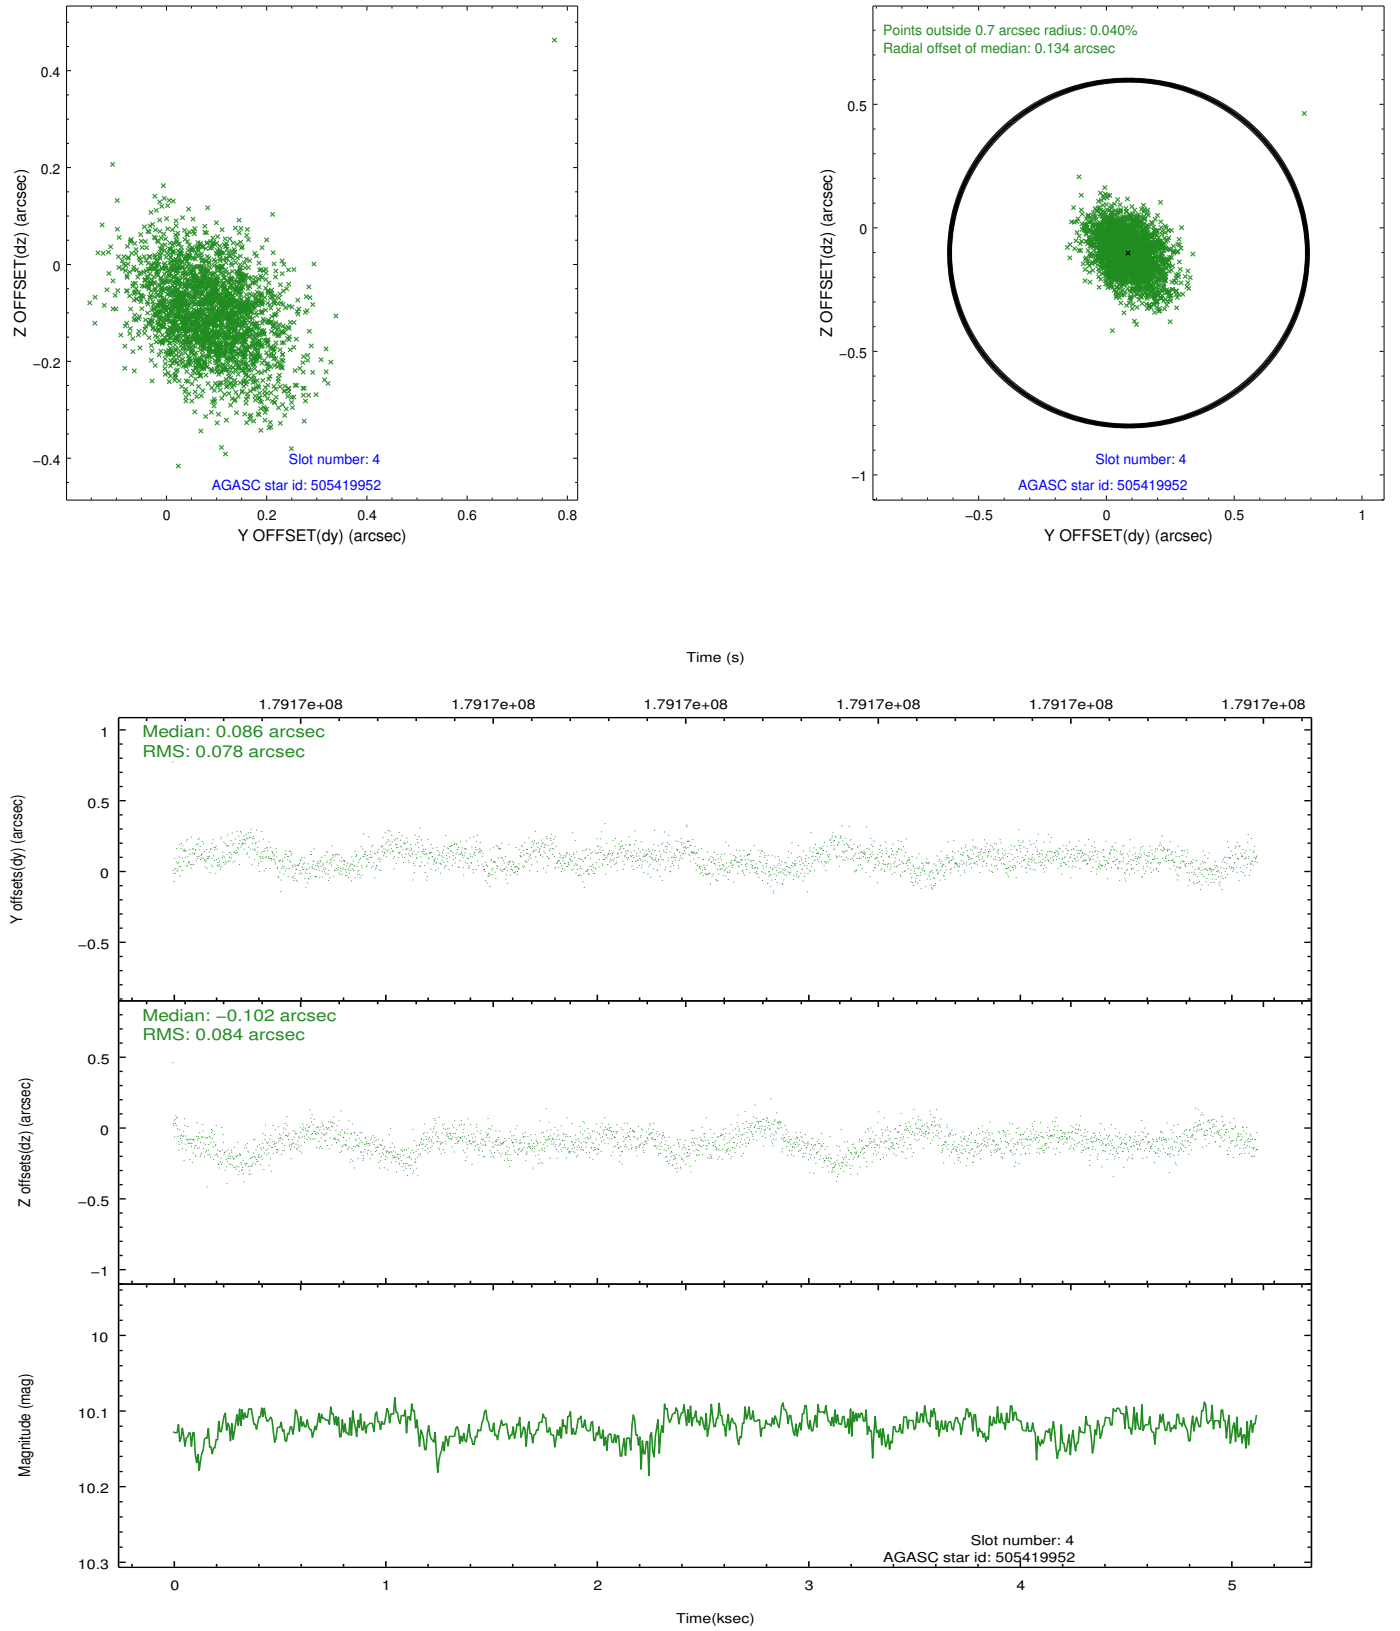 0.4
0.2
0
−0.2
−0.4
Z OFFSET(dz) (arcsec)
Slot number: 4
AGASC star id: 505419952
0 0.2 0.4 0.6 0.8
Y OFFSET(dy) (arcsec)
Points outside 0.7 arcsec radius: 0.040%
Radial offset of median: 0.134 arcsec
0.5
0
−0.5
−1
Z OFFSET(dz) (arcsec)
Slot number: 4
AGASC star id: 505419952
−0.5 0 0.5 1
Y OFFSET(dy) (arcsec)
Time (s)
1.7917e+08 1.7917e+08 1.7917e+08 1.7917e+08 1.7917e+08 1.7917e+08
Median: 0.086 arcsec
RMS: 0.078 arcsec
1
0.5
0
−0.5
Y offsets(dy) (arcsec)
Median: −0.102 arcsec
RMS: 0.084 arcsec
0.5
0
−0.5
−1
Z offsets(dz) (arcsec)
10
10.1
10.2
10.3
Magnitude (mag)
Slot number: 4
AGASC star id: 505419952
0 1 2 3 4 5
Time(ksec)